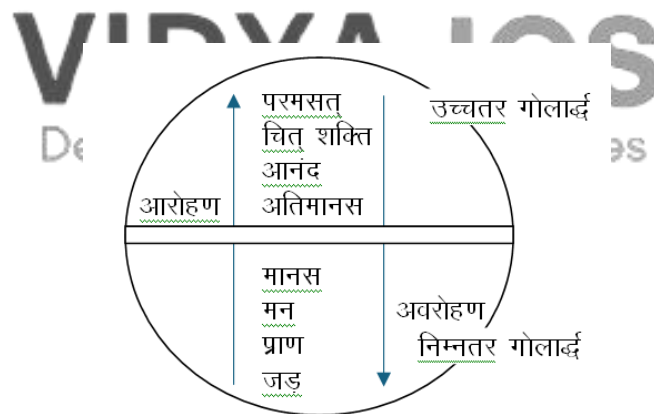 VIDYA IOS
De es
परमसत्
उच्चतर गोलार्द्ध
चित् शक्ति
आनंद
आरोहण
अतिमानस
मानस
मन
अवरोहण
प्राण
निम्नतर गोलार्द्ध
जड़